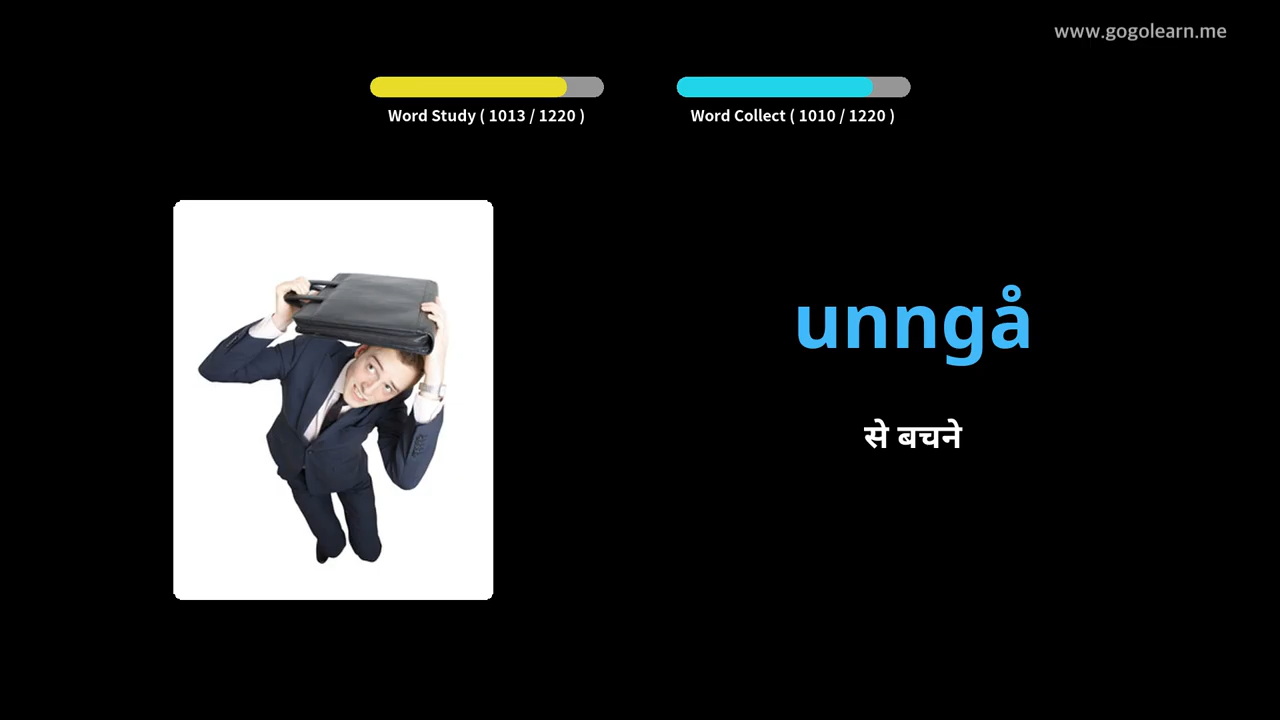 www.gogolearn.me
Word Study ( 1013 / 1220 )
Word Collect ( 1010 / 1220 )
unngå
से बचने